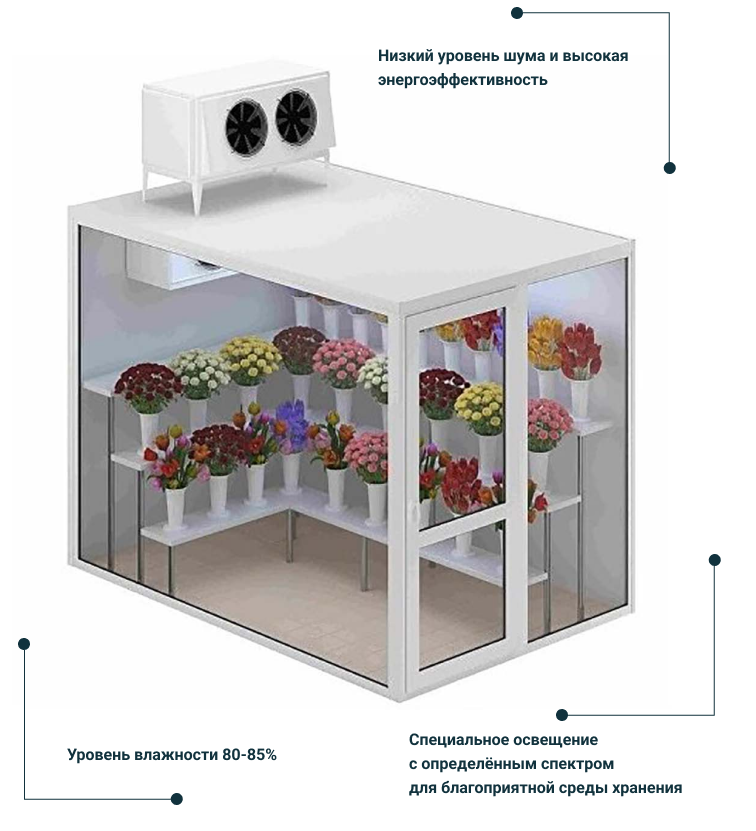 Низкий уровень шума и высокая
энергоэффективность
Уровень влажности 80-85%
Специальное освещение
с определённым спектром
для благоприятной среды хранения